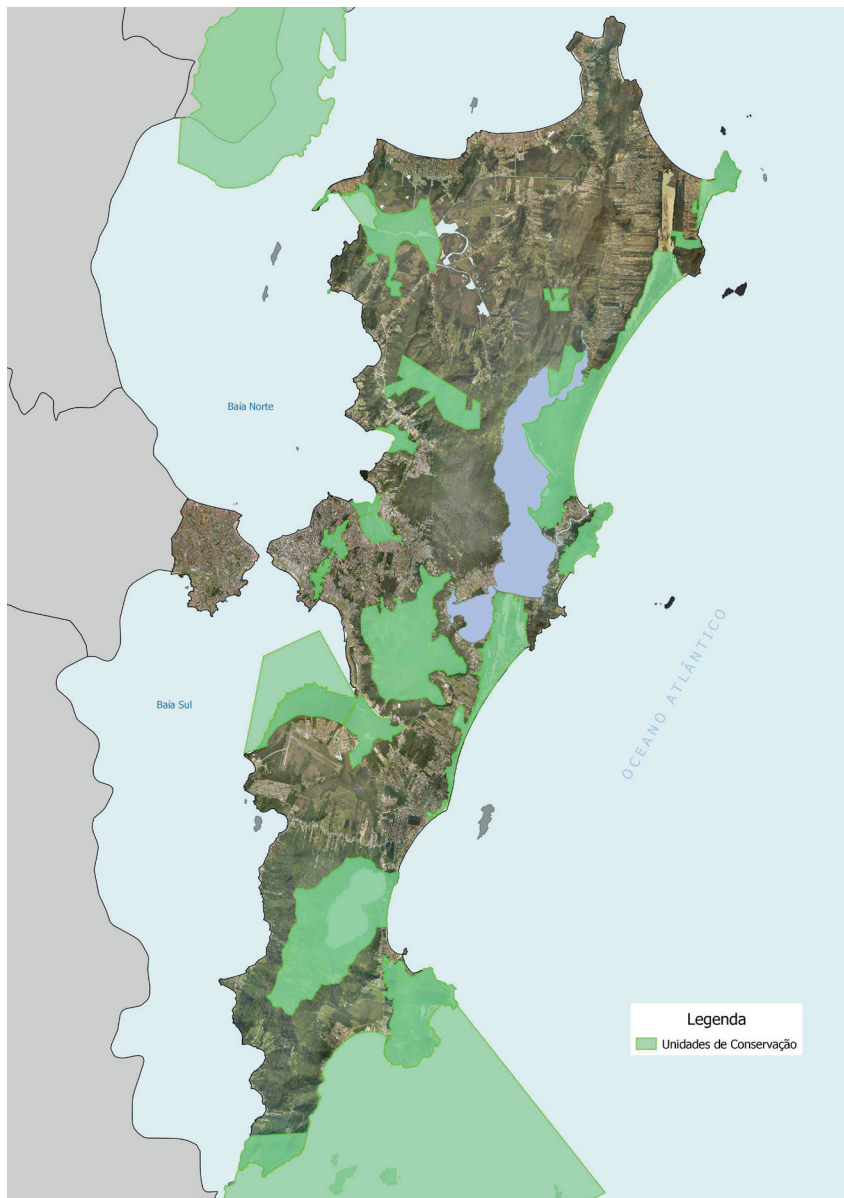 Baía Norte
Baía Sul
OCEANO ATLÂNTICO
Legenda
Unidades de Conservação